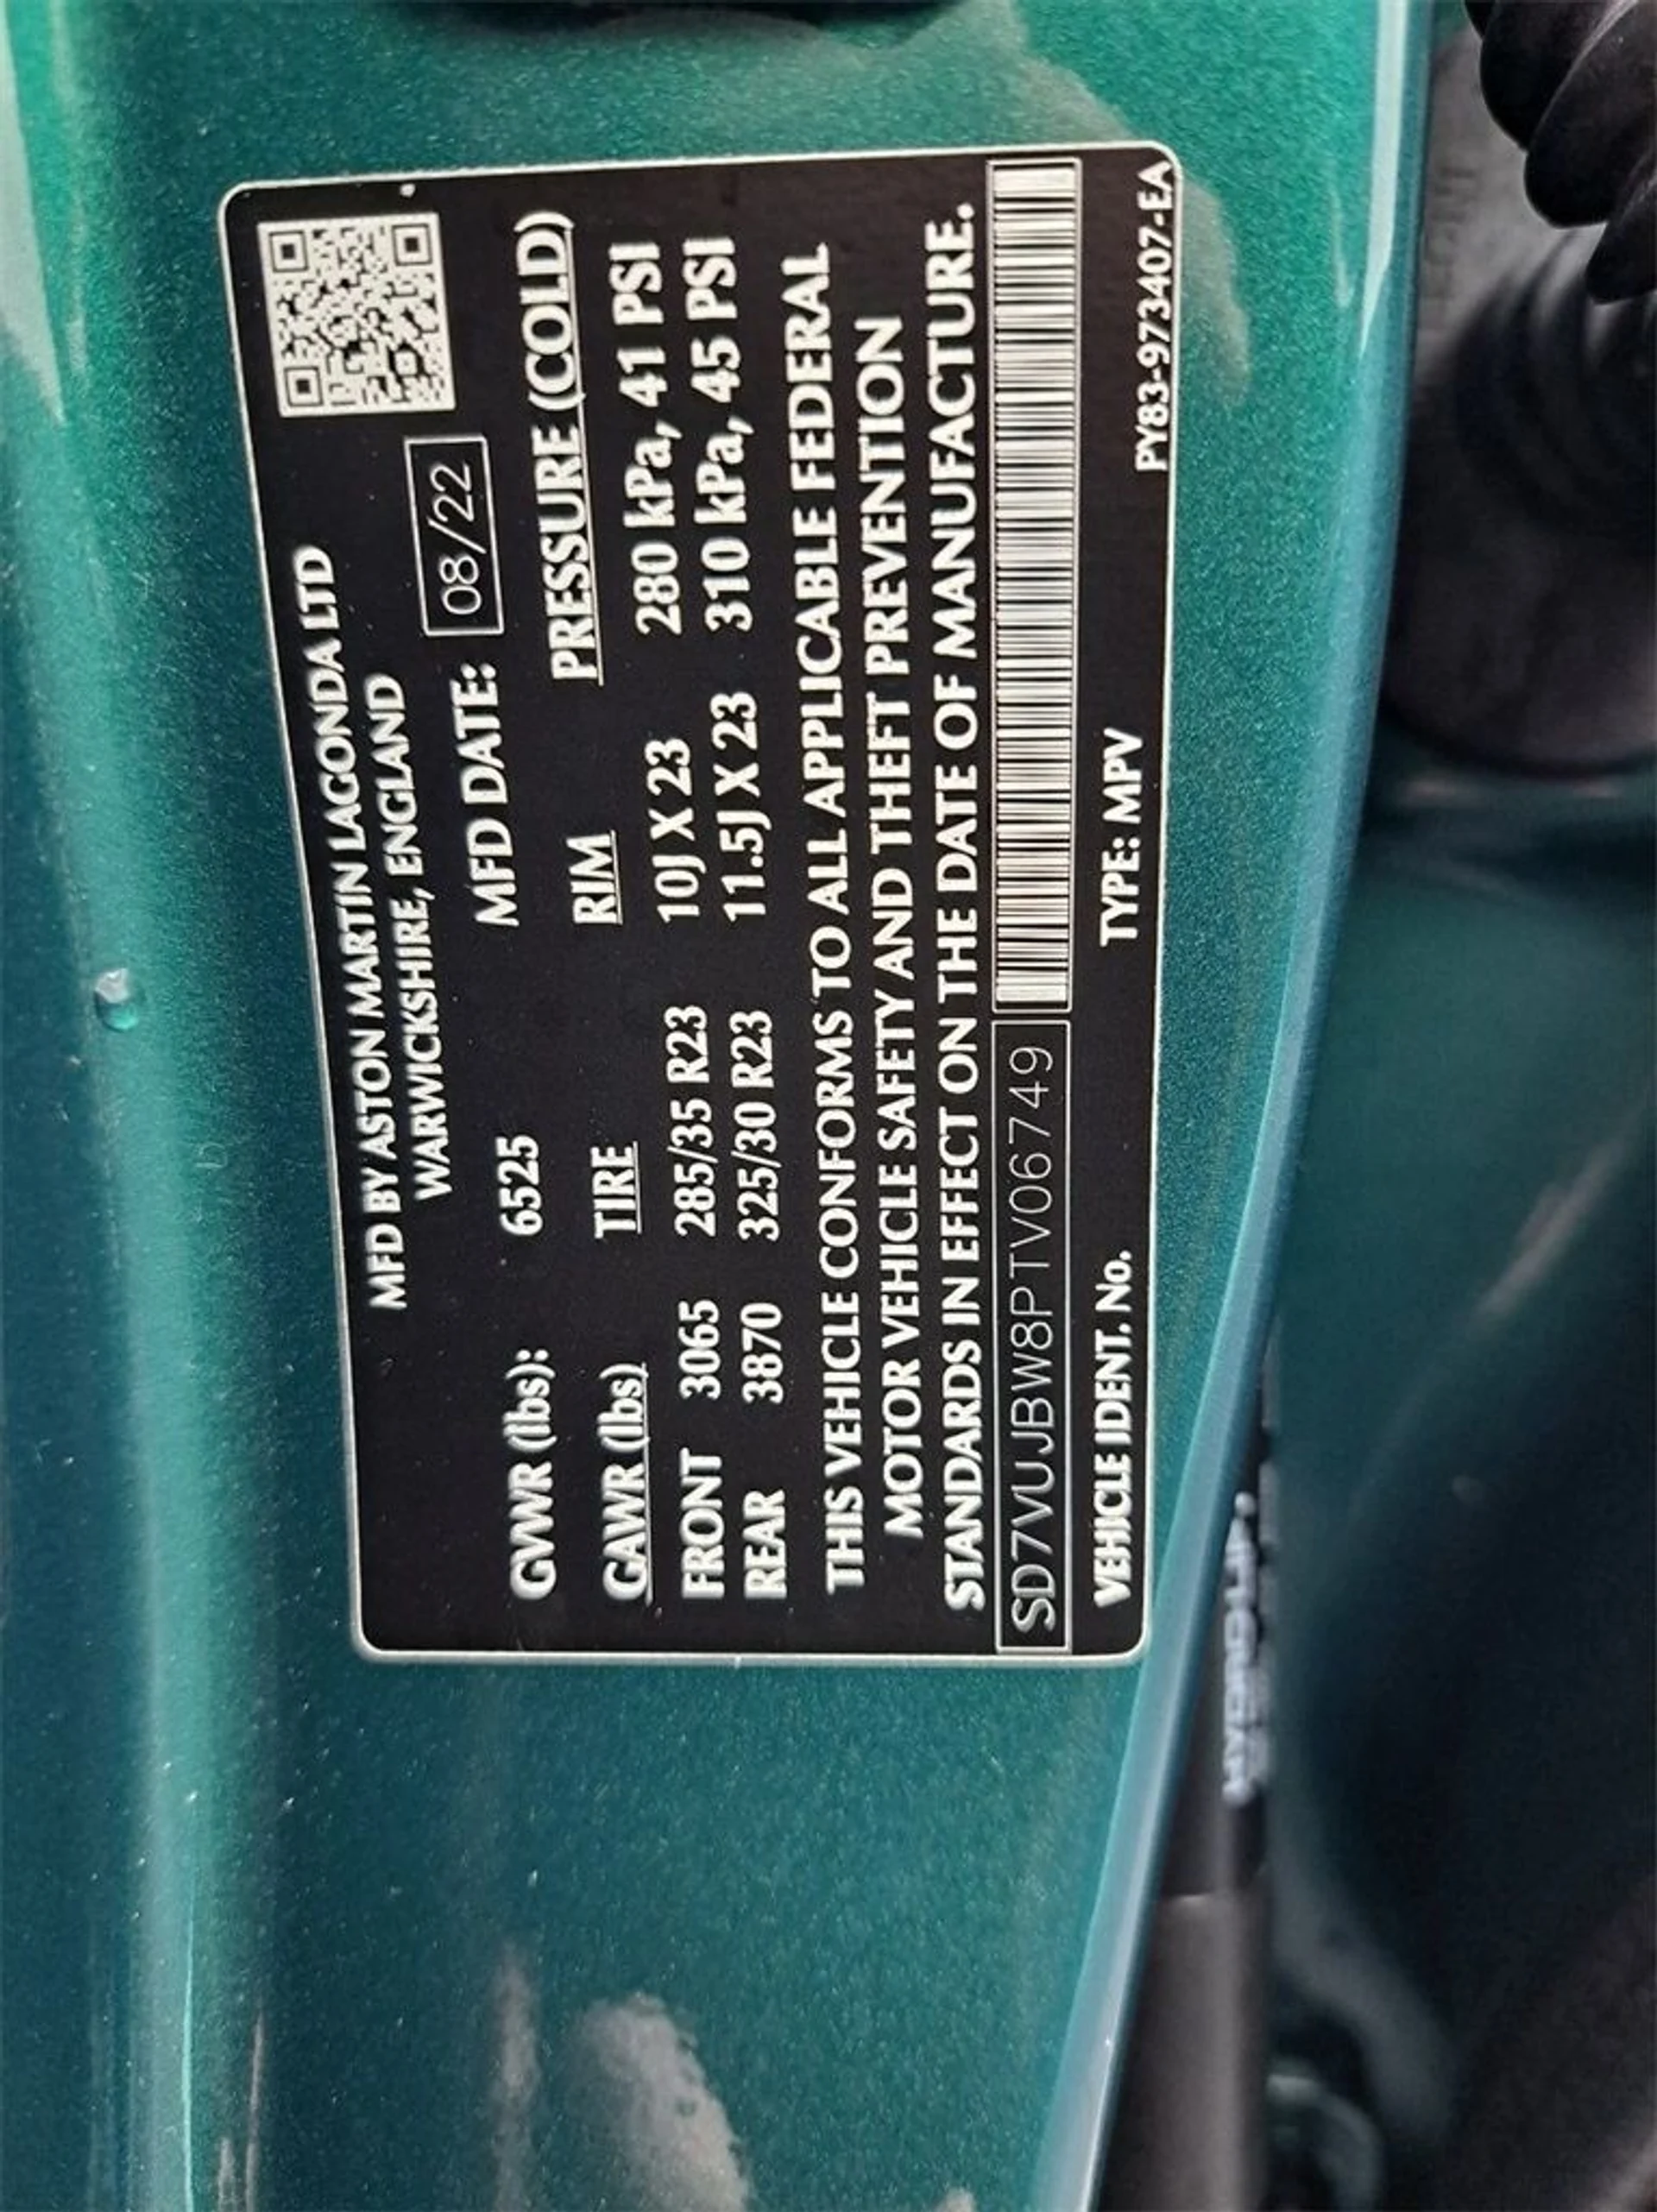 MFD BY ASTON MARTIN LAGONDA LTD
WARWICKSHIRE, ENGLAND
GVWR (lbs): 6525 MFD DATE: 08/22
GAWR (lbs) TIRE RIM PRESSURE (COLD)
FRONT 3065 285/35 R23 10J X 23 280 kPa, 41 PSI
REAR 3870 325/30 R23 11.5J X 23 310 kPa, 45 PSI
THIS VEHICLE CONFORMS TO ALL APPLICABLE FEDERAL
MOTOR VEHICLE SAFETY AND THEFT PREVENTION
STANDARDS IN EFFECT ON THE DATE OF MANUFACTURE.
SD7VUJBW8PTV06749
VEHICLE IDENT. No. TYPE: MPV PY83-9734407-EA